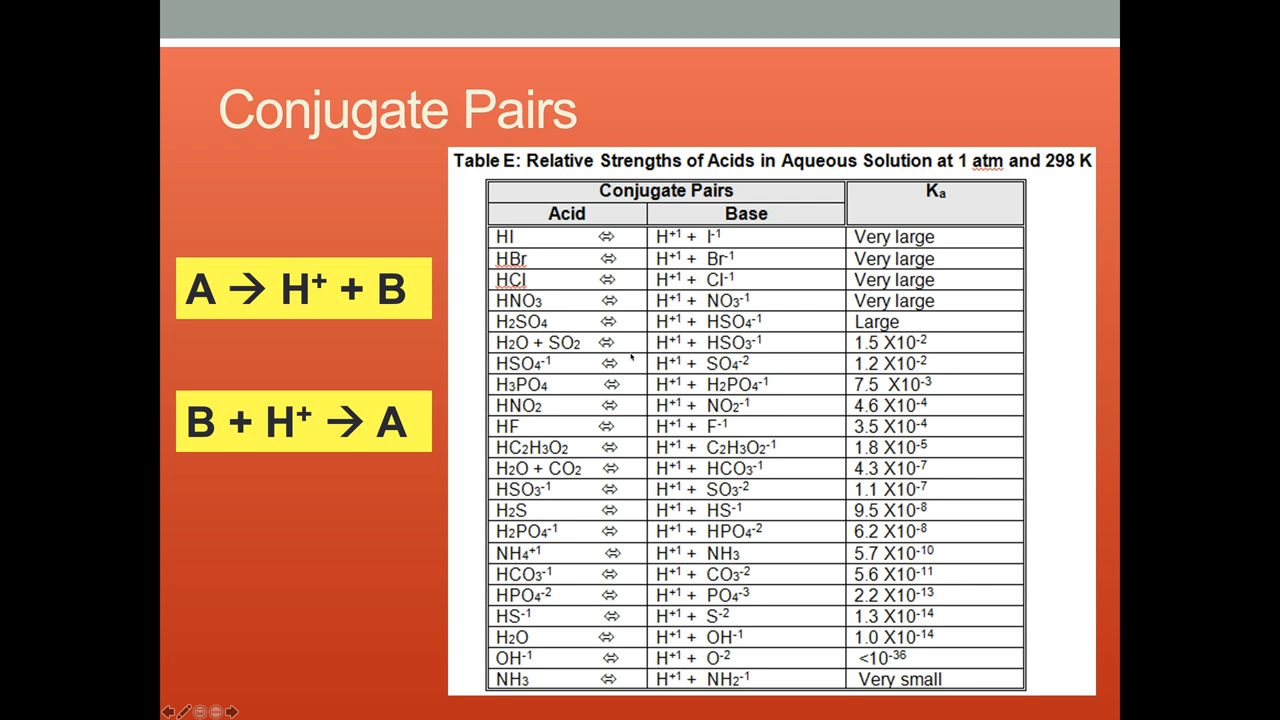 Conjugate Pairs
A → H⁺ + B
B + H⁺ → A
Table E: Relative Strengths of Acids in Aqueous Solution at 1 atm and 298 K
Conjugate Pairs Kₐ
Acid Base
HI ⇔ H⁺¹ + I⁻¹ Very large
HBr ⇔ H⁺¹ + Br⁻¹ Very large
HCl ⇔ H⁺¹ + Cl⁻¹ Very large
HNO₃ ⇔ H⁺¹ + NO₃⁻¹ Very large
H₂SO₄ ⇔ H⁺¹ + HSO₄⁻¹ Large
H₂O + SO₂ ⇔ H⁺¹ + HSO₃⁻¹ 1.5 X10⁻²
HSO₄⁻¹ ⇔ H⁺¹ + SO₄⁻² 1.2 X10⁻²
H₃PO₄ ⇔ H⁺¹ + H₂PO₄⁻¹ 7.5 X10⁻³
HNO₂ ⇔ H⁺¹ + NO₂⁻¹ 4.6 X10⁻⁴
HF ⇔ H⁺¹ + F⁻¹ 3.5 X10⁻⁴
HC₂H₃O₂ ⇔ H⁺¹ + C₂H₃O₂⁻¹ 1.8 X10⁻⁵
H₂O + CO₂ ⇔ H⁺¹ + HCO₃⁻¹ 4.3 X10⁻⁷
HSO₃⁻¹ ⇔ H⁺¹ + SO₃⁻² 1.1 X10⁻⁷
H₂S ⇔ H⁺¹ + HS⁻¹ 9.5 X10⁻⁸
H₂PO₄⁻¹ ⇔ H⁺¹ + HPO₄⁻² 6.2 X10⁻⁸
NH₄⁺¹ ⇔ H⁺¹ + NH₃ 5.7 X10⁻¹⁰
HCO₃⁻¹ ⇔ H⁺¹ + CO₃⁻² 5.6 X10⁻¹¹
HPO₄⁻² ⇔ H⁺¹ + PO₄⁻³ 2.2 X10⁻¹³
HS⁻¹ ⇔ H⁺¹ + S⁻² 1.3 X10⁻¹⁴
H₂O ⇔ H⁺¹ + OH⁻¹ 1.0 X10⁻¹⁴
OH⁻¹ ⇔ H⁺¹ + O⁻² <10⁻³⁶
NH₃ ⇔ H⁺¹ + NH₂⁻¹ Very small